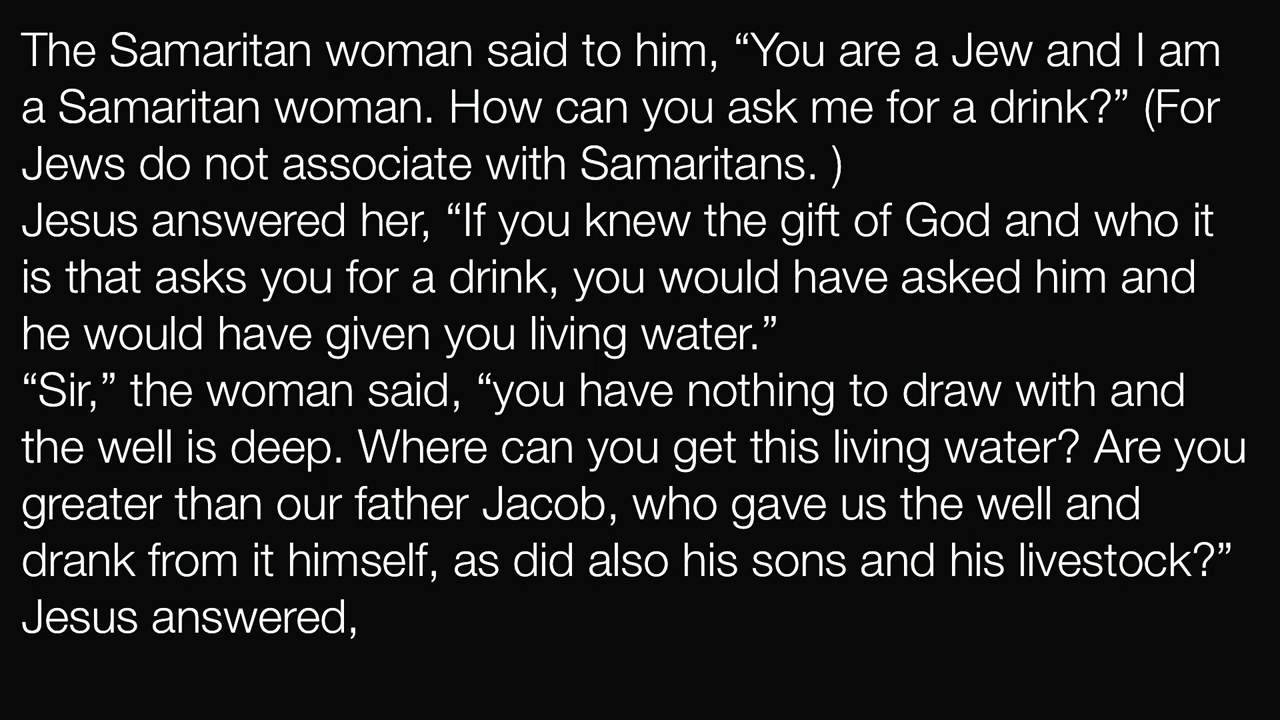 The Samaritan woman said to him, “You are a Jew and I am
a Samaritan woman. How can you ask me for a drink?” (For
Jews do not associate with Samaritans. )
Jesus answered her, “If you knew the gift of God and who it
is that asks you for a drink, you would have asked him and
he would have given you living water.”
“Sir,” the woman said, “you have nothing to draw with and
the well is deep. Where can you get this living water? Are you
greater than our father Jacob, who gave us the well and
drank from it himself, as did also his sons and his livestock?”
Jesus answered,